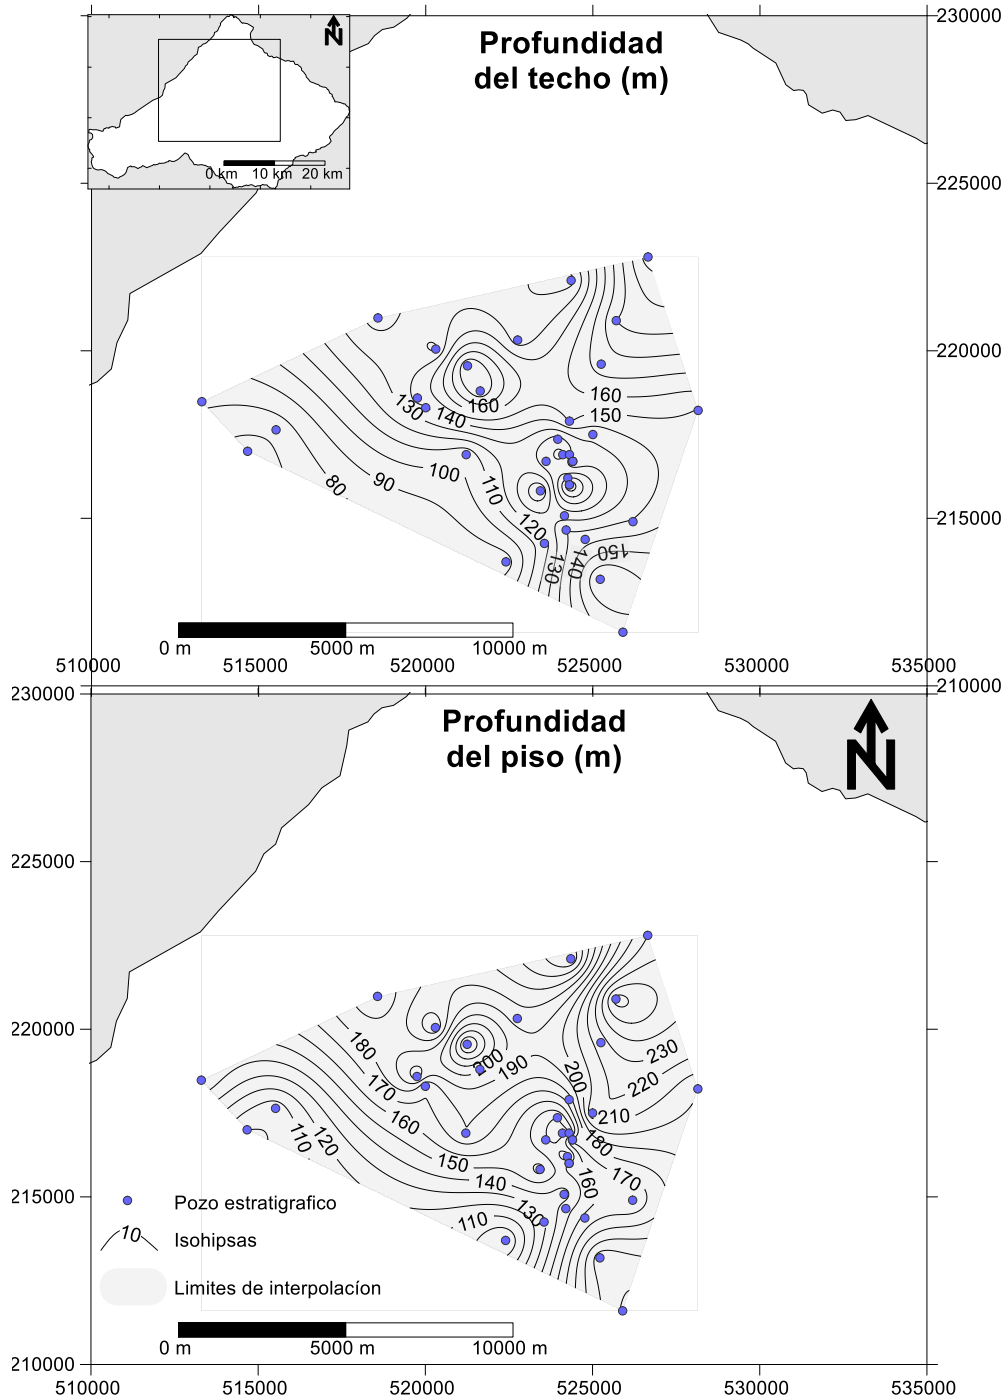 230000
N
Profundidad
del techo (m)
0 km 10 km 20 km
225000
220000
160
130 140 160 150
100
80 90 110
120 150
130 140
215000
0 m 5000 m 10000 m
510000 515000 520000 525000 530000 535000
210000
230000
Profundidad
del piso (m)
N
225000
220000
180 200 190 200 230
170 220
160 210
110 120 180
150 170
140 160
130
110
215000
Pozo estratigrafico
10 Isohipsas
Limites de interpolacíon
0 m 5000 m 10000 m
210000
510000 515000 520000 525000 530000 535000